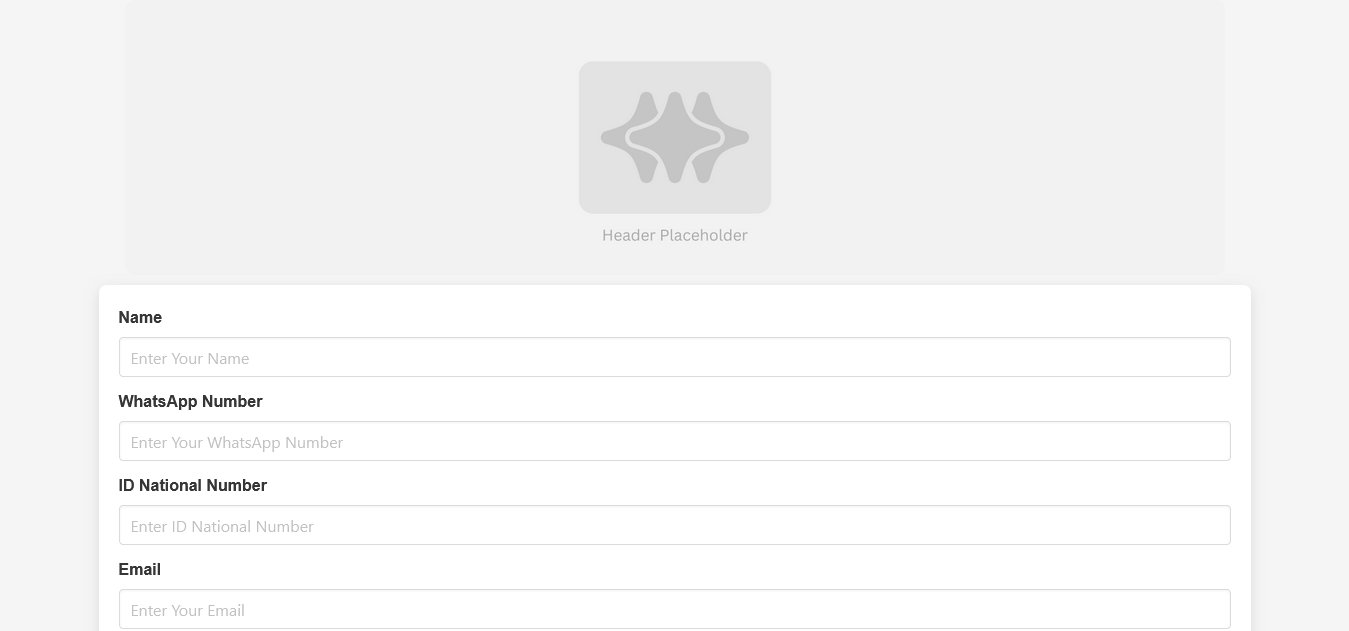 Header Placeholder
Name
Enter Your Name
WhatsApp Number
Enter Your WhatsApp Number
ID National Number
Enter ID National Number
Email
Enter Your Email